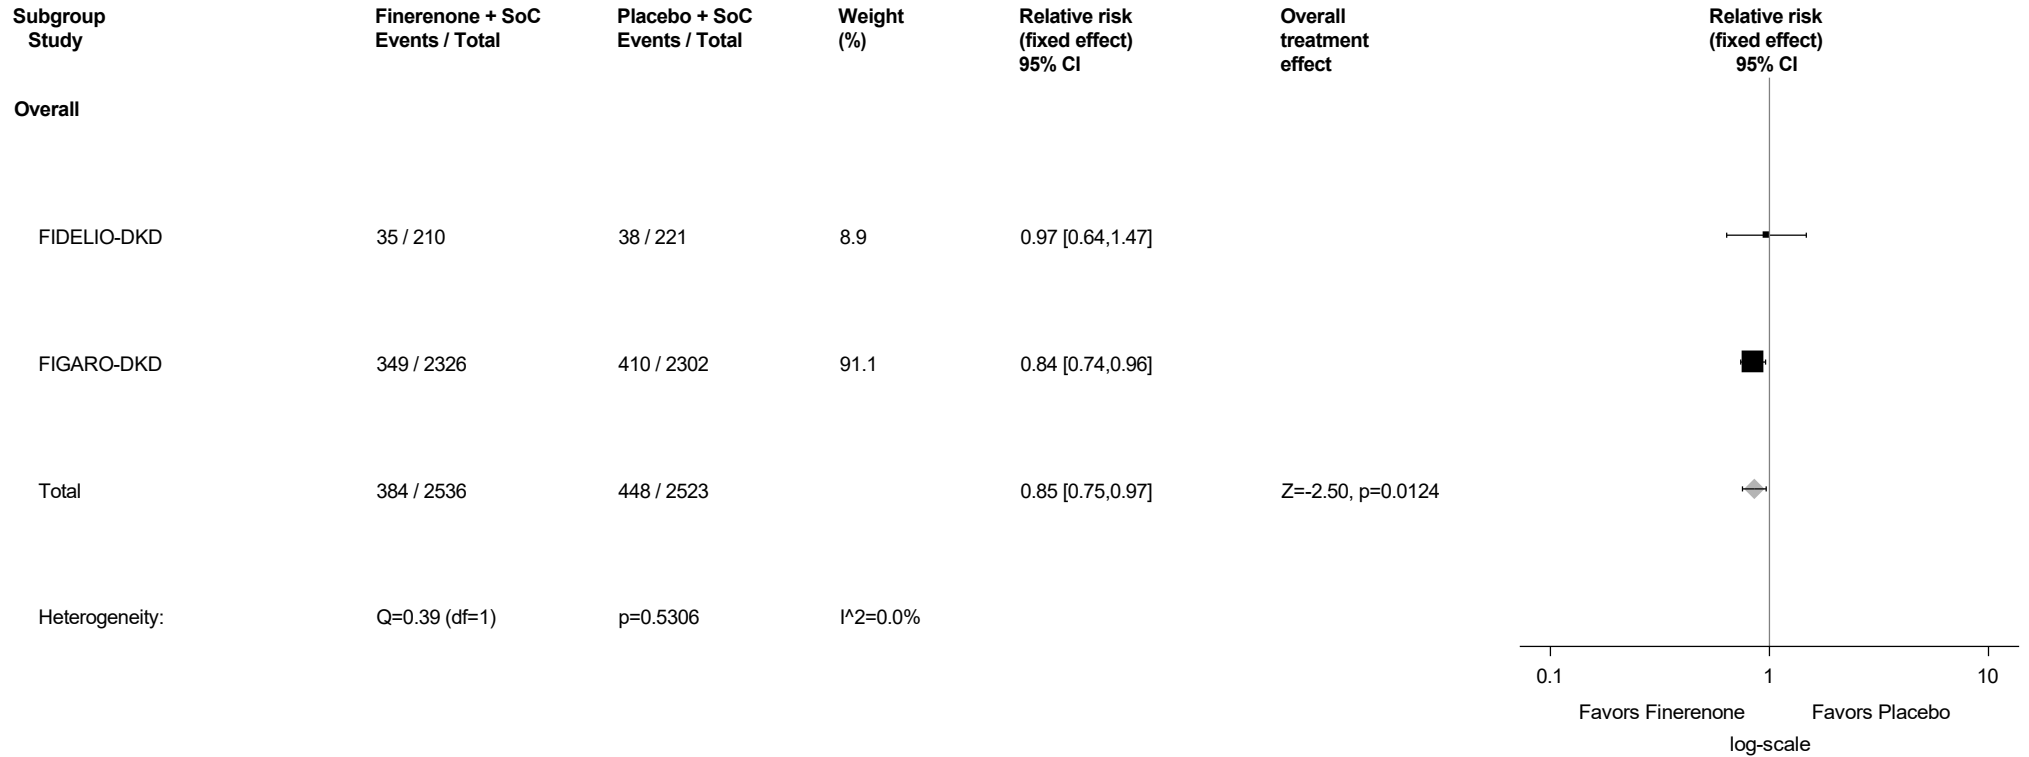 Subgroup Finerenone + SoC Placebo + SoC Weight Relative risk Overall Relative risk
Study Events / Total Events / Total (%) (fixed effect) treatment (fixed effect)
95% CI effect 95% CI
Overall
FIDELIO-DKD 35 / 210 38 / 221 8.9 0.97 [0.64,1.47]
FIGARO-DKD 349 / 2326 410 / 2302 91.1 0.84 [0.74,0.96]
Total 384 / 2536 448 / 2523 0.85 [0.75,0.97] Z=-2.50, p=0.0124
Heterogeneity: Q=0.39 (df=1) p=0.5306 I^2=0.0%
0.1 1 10
Favors Finerenone Favors Placebo
log-scale